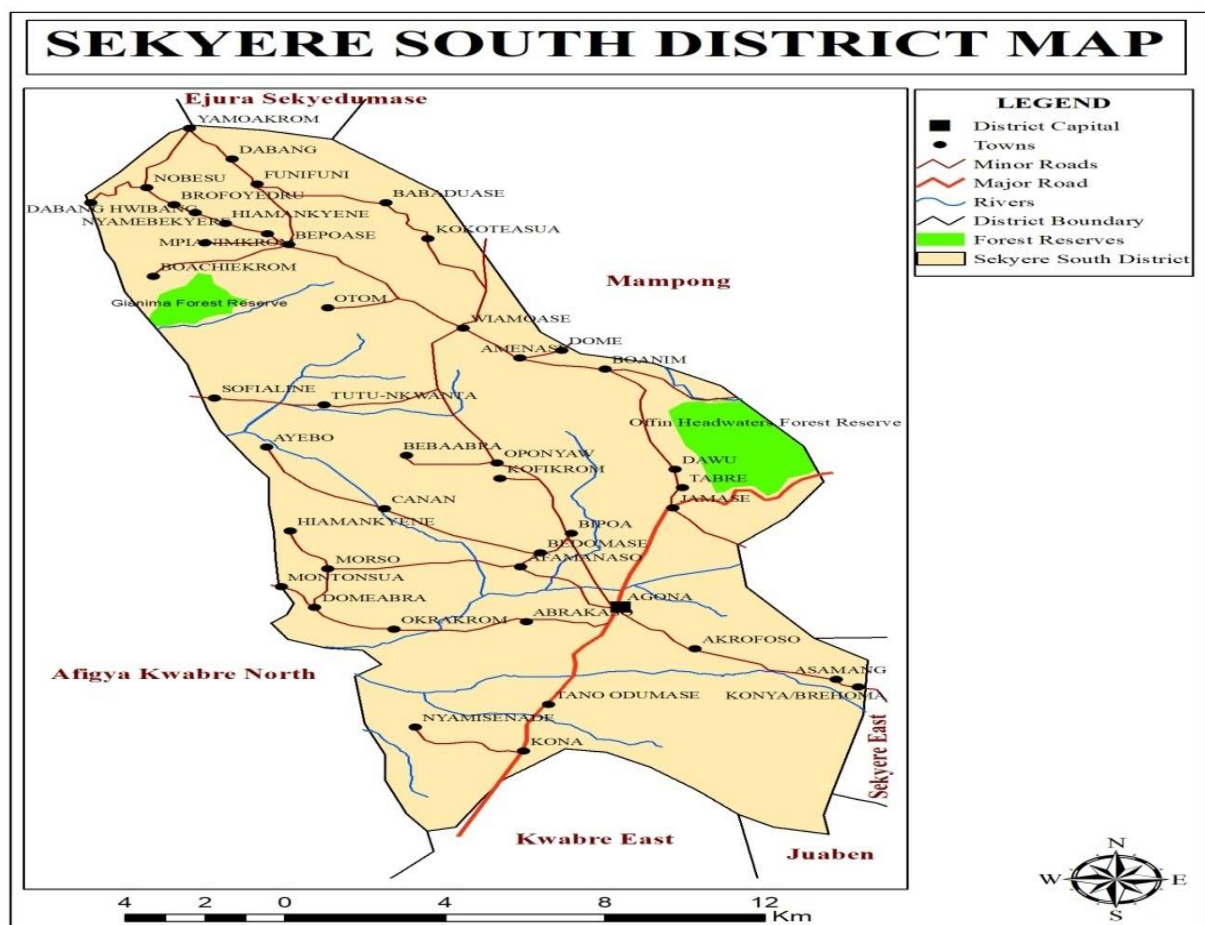 SEKYERE SOUTH DISTRICT MAP
Ejura Sekyedumase
YAMOAKROM
DABANG
FUNIFUNI
NOBESU
BROFOYEDRU
BABADUASE
DABANG HWIBANG
HIAMANKYENE
NYAMEBEKYERE
BEPOASE
KOKOTEASUA
MPIANIMKROM
BOACHIEKROM
Gianima Forest Reserve
OTOM
Mampong
WIAMOASE
DOME
AMENASE
BOANIM
SOFIALINE
TUTU-NKWANTA
Offin Headwaters Forest Reserve
AYEBO
BEBAABRA
OPONYAW
KOFIKROM
DAWU
TABRE
CANAN
JAMASE
HIAMANKYENE
BIPOA
BEDOMASE
MORSO
AFAMANASO
MONTONSUA
DOMEABRA
AGONA
OKRAKROM
AKROFOSO
Afigya Kwabre North
ASAMANG
TANO ODUMASE
KONYA/BREHOMA
NYAMISENADE
KONA
Sekyere East
Kwabre East
Juaben
LEGEND
District Capital
Towns
Minor Roads
Major Road
Rivers
District Boundary
Forest Reserves
Sekyere South District
N
W
E
S
4 2 0 4 8 12
Km